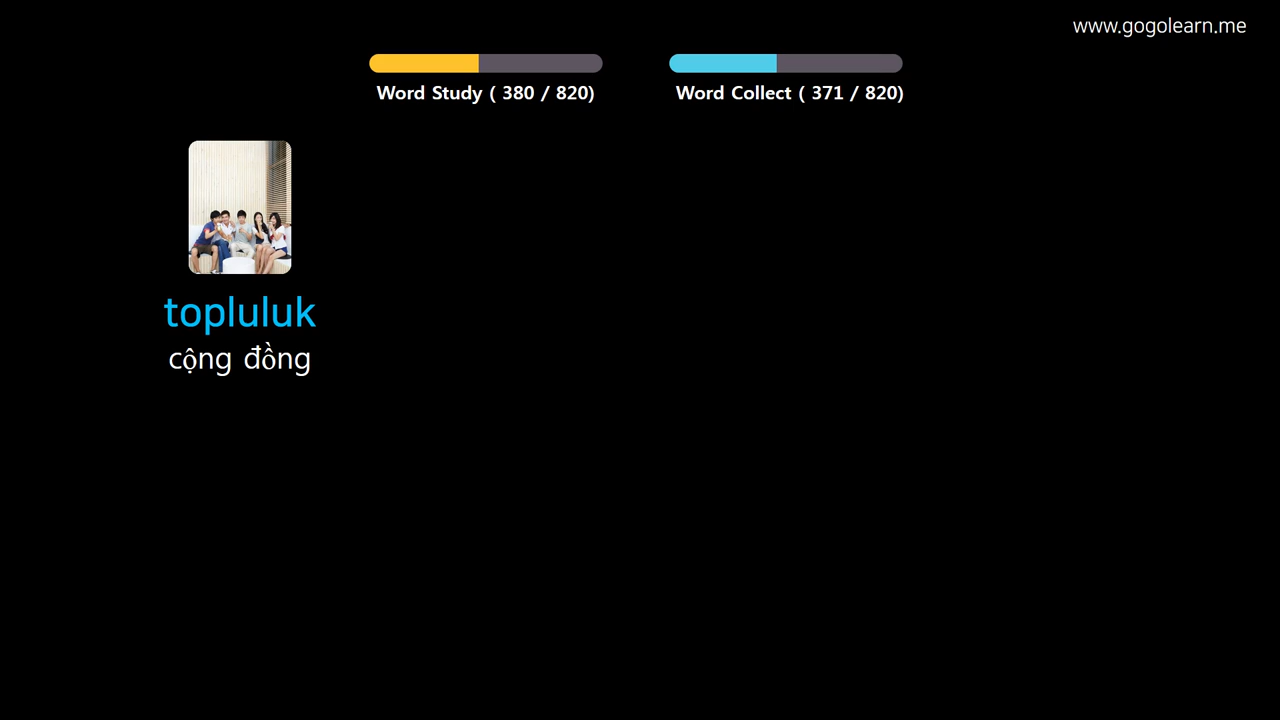 www.gogolearn.me
Word Study ( 380 / 820)
Word Collect ( 371 / 820)
topluluk
cộng đồng